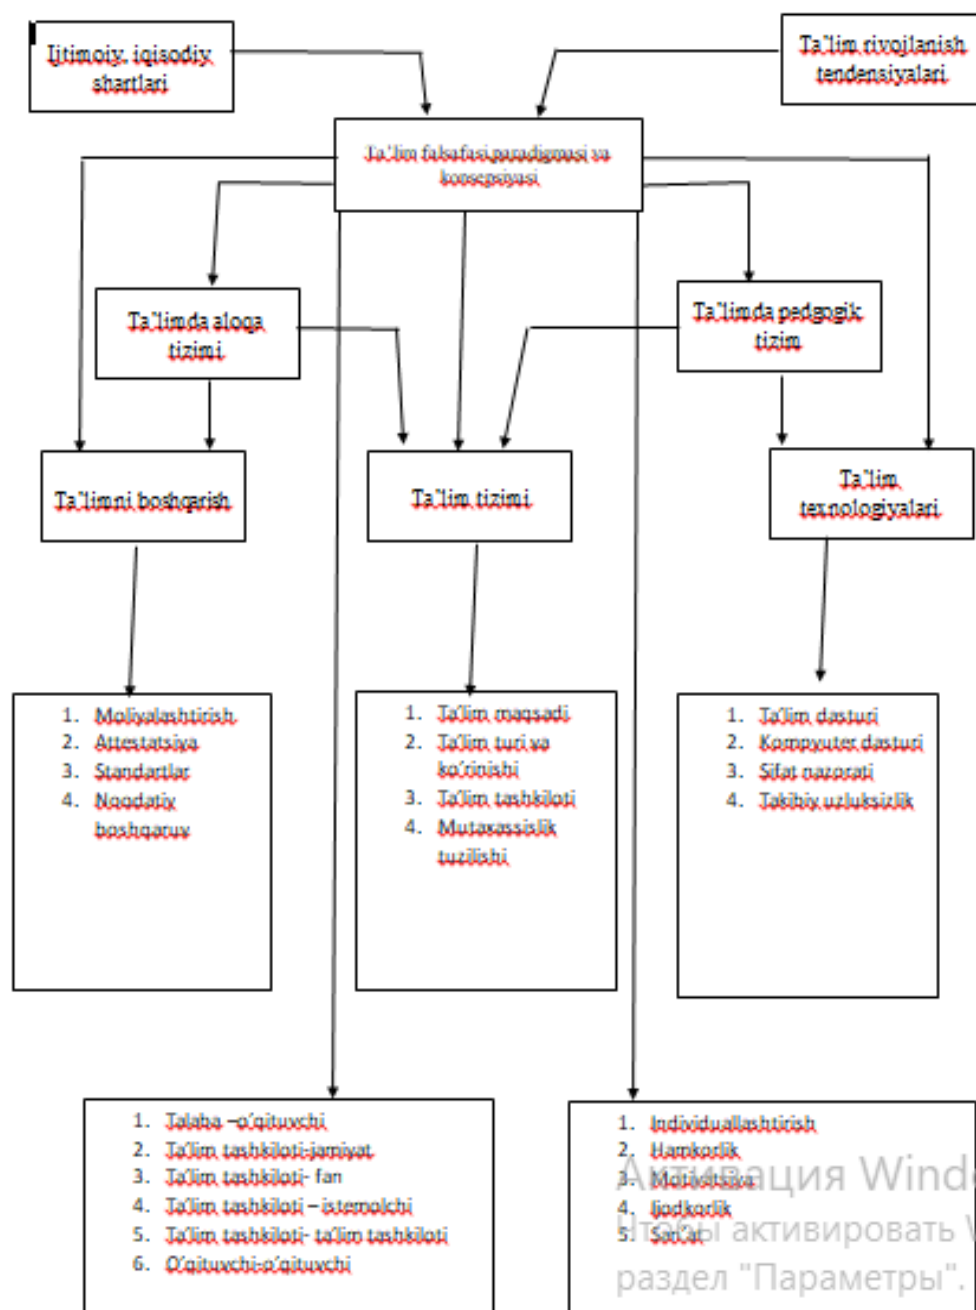 Ijtimoiy, iqisodiy
shartlari
Ta`lim rivojlanish
tendensiyalari
Ta`lim falsafasi,paradigmasi va
konsepsiyasi
Ta`limda aloqa
tizimi
Ta`limda pedgogik
tizim
Ta`limni boshqarish
Ta`lim tizimi
Ta`lim
texnologiyalari
1. Moliyalashtirish
2. Attestatsiya
3. Standartlar
4. Noodatiy
boshqaruv
1. Ta’lim maqsadi
2. Ta’lim turi va
ko’rinishi
3. Ta’lim tashkiloti
4. Mutaxassislik
tuzilishi
1. Ta’lim dasturi
2. Kompyuter dasturi
3. Sifat nazorati
4. Takibiy uzluksizlik
1. Talaba –o’qituvchi
2. Ta’lim tashkiloti-jamiyat
3. Ta’lim tashkiloti- fan
4. Ta’lim tashkiloti – istemolchi
5. Ta’lim tashkiloti- ta’lim tashkiloti
6. O’qituvchi-o’qituvchi
1. Individuallashtirish
2. Hamkorlik
3. Motivatsiya
4. Ijodkorlik
5. San’at
Активация Windo
Чтобы активировать W
раздел "Параметры".